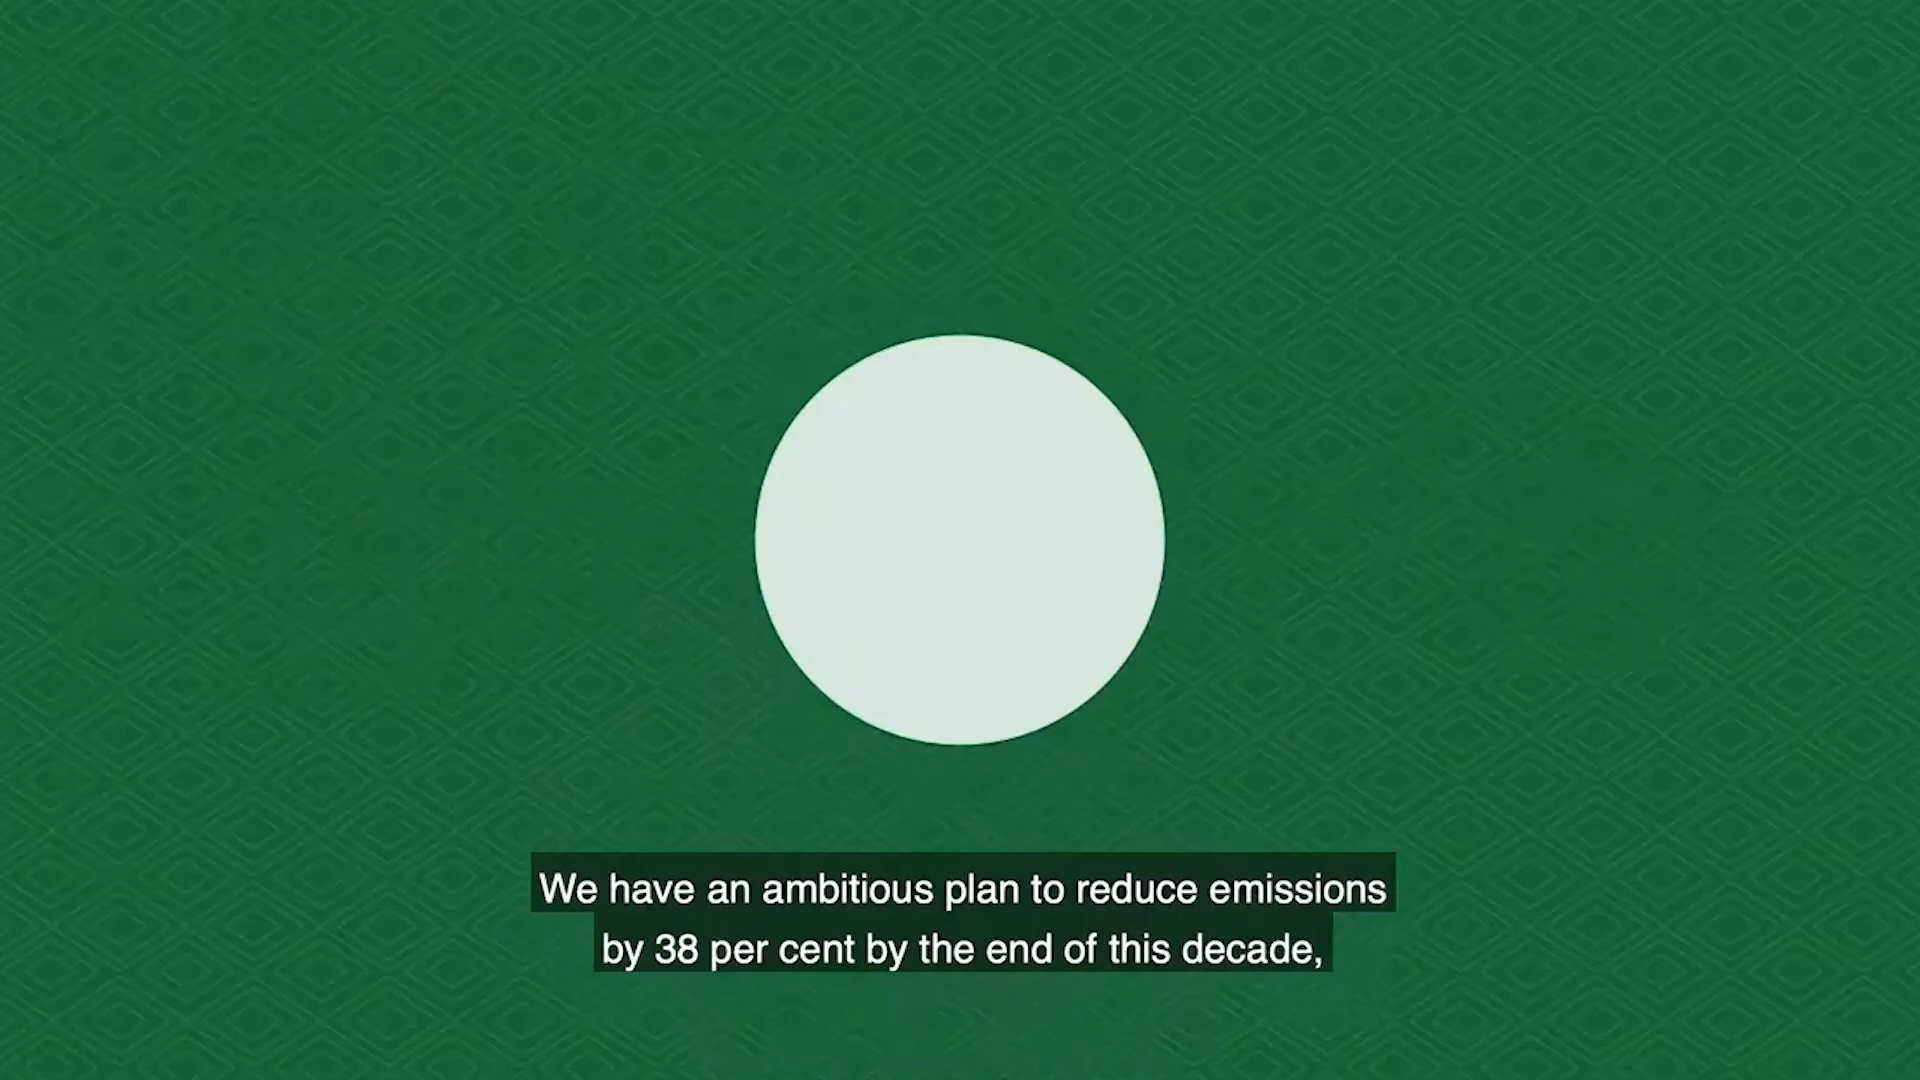 We have an ambitious plan to reduce emissions
by 38 per cent by the end of this decade,